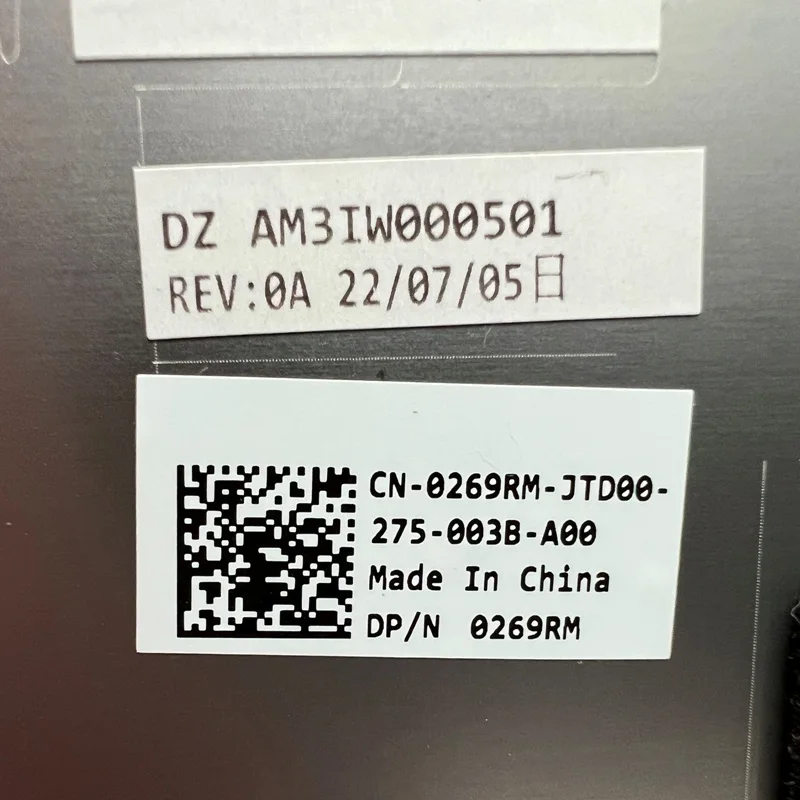 DZ AM3IW000501
REV:0A 22/07/05日
CN-0269RM-JTD00-
275-003B-A00
Made In China
DP/N 0269RM